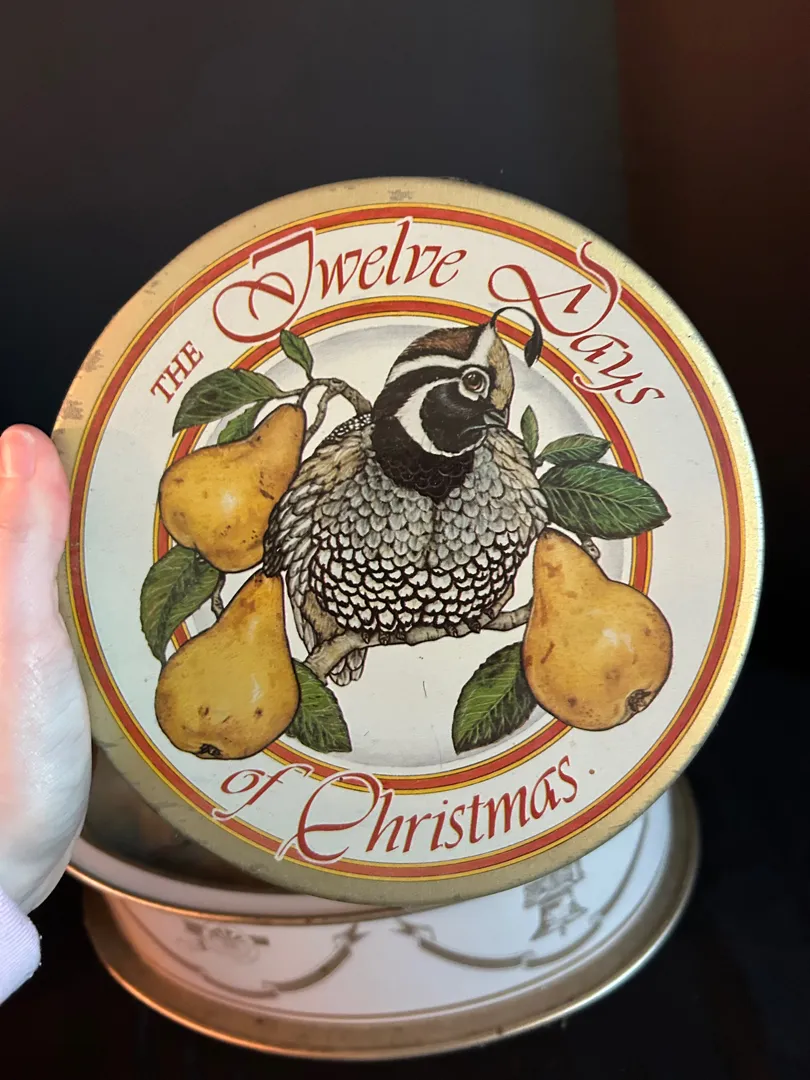 THE Twelve Days
of Christmas.